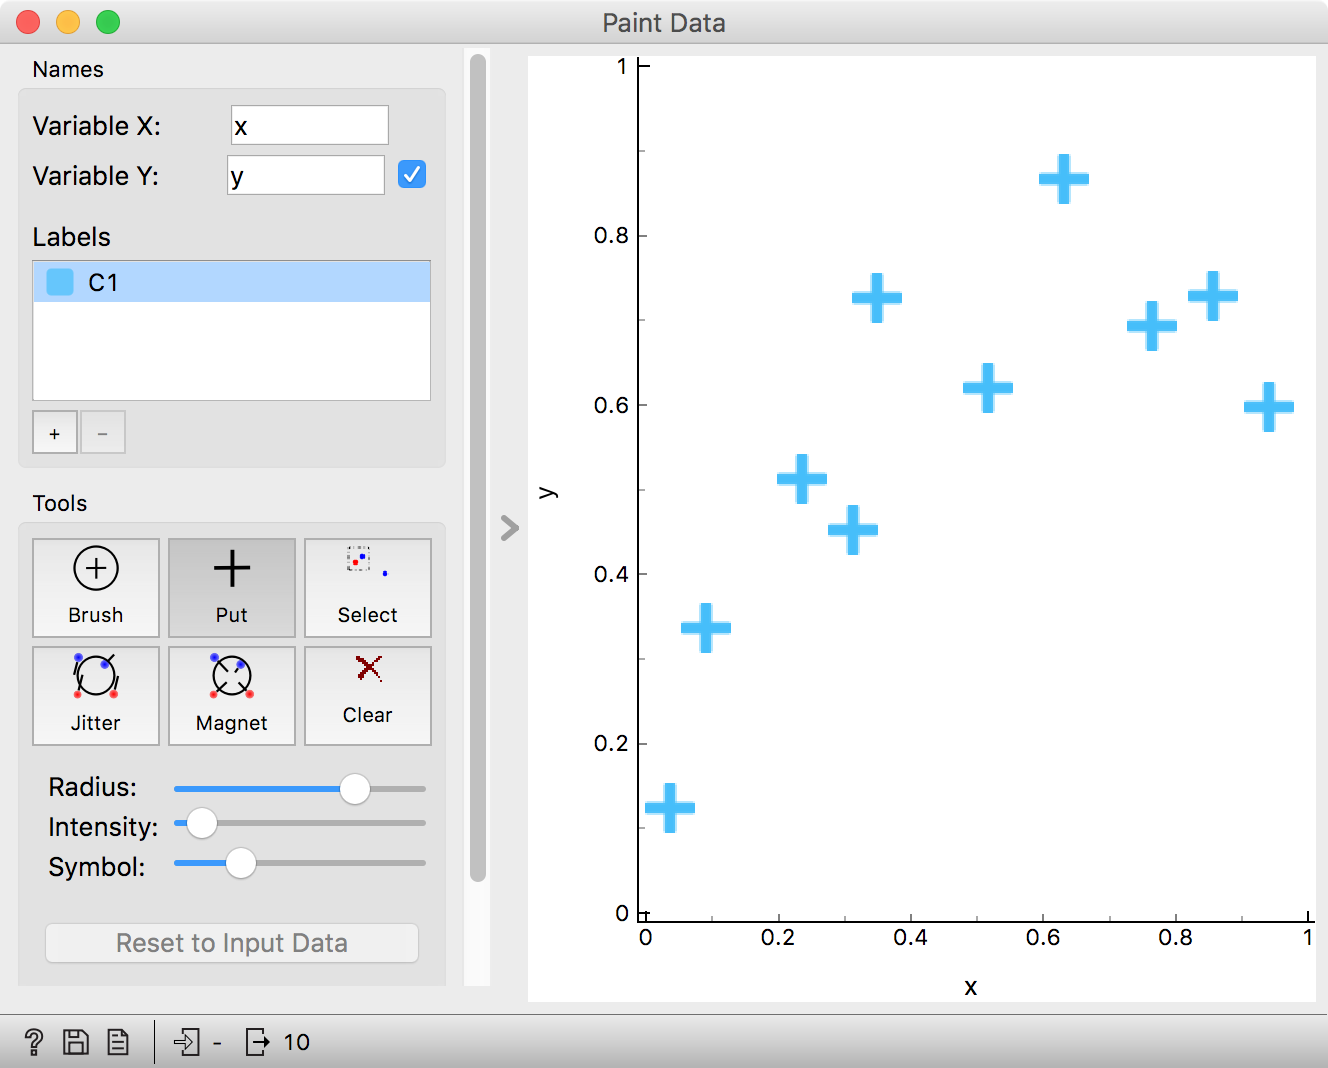 Paint Data
Names
Variable X: x
Variable Y: y
Labels
C1
+ −
Tools
Brush Put Select
Jitter Magnet Clear
Radius:
Intensity:
Symbol:
Reset to Input Data
? - 10
1
0.8
0.6
0.4
0.2
0
y
0 0.2 0.4 0.6 0.8 1
x